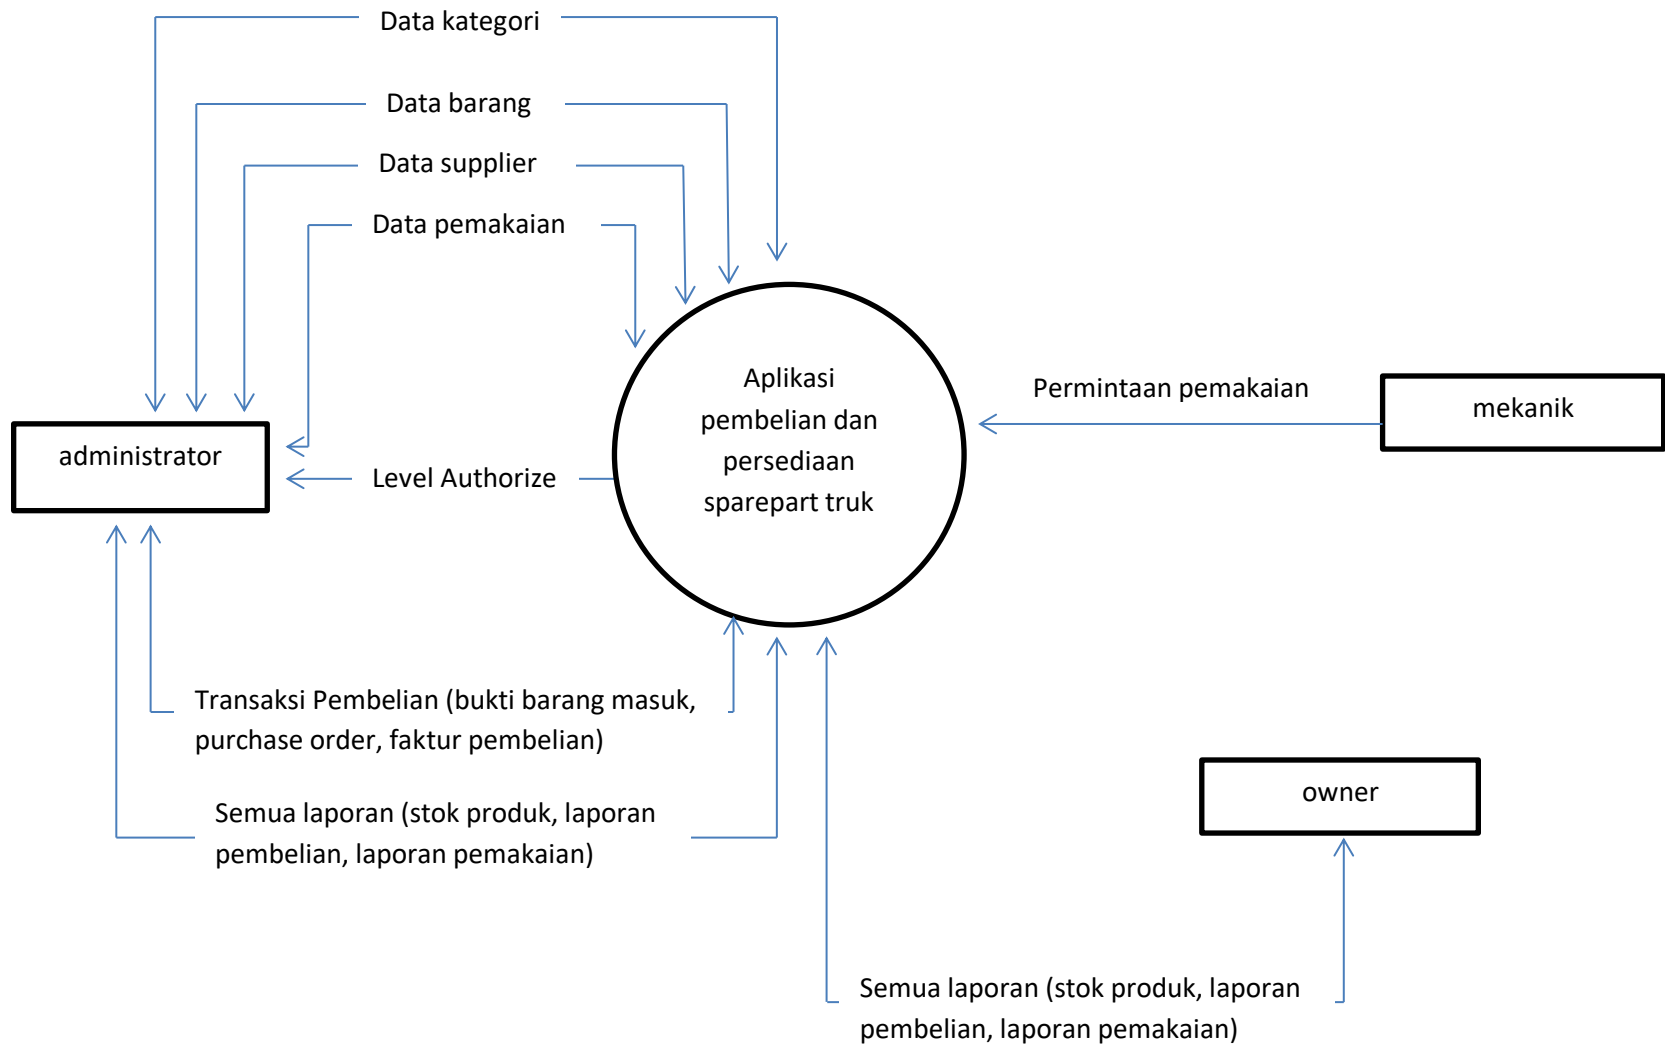 Data kategori
Data barang
Data supplier
Data pemakaian
Aplikasi
pembelian dan
persediaan
sparepart truk
Permintaan pemakaian
mekanik
administrator
Level Authorize
Transaksi Pembelian (bukti barang masuk,
purchase order, faktur pembelian)
Semua laporan (stok produk, laporan
pembelian, laporan pemakaian)
owner
Semua laporan (stok produk, laporan
pembelian, laporan pemakaian)